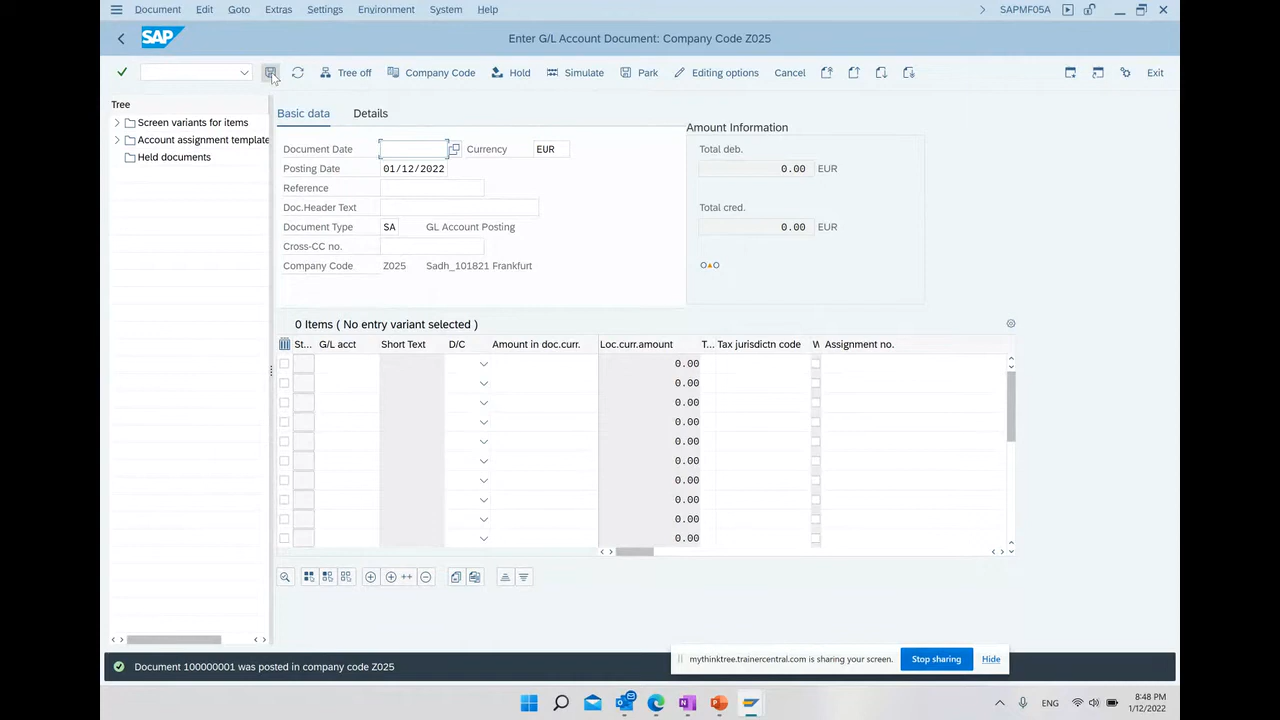 Document Edit Goto Extras Settings Environment System Help SAPMF05A
SAP Enter G/L Account Document: Company Code Z025
Tree off Company Code Hold Simulate Park Editing options Cancel Exit
Tree
Screen variants for items
Account assignment template
Held documents
Basic data Details
Document Date Currency EUR
Posting Date 01/12/2022
Reference
Doc.Header Text
Document Type SA GL Account Posting
Cross-CC no.
Company Code Z025 Sadh_101821 Frankfurt
Amount Information
Total deb.
0.00 EUR
Total cred.
0.00 EUR
0 Items ( No entry variant selected )
St... G/L acct Short Text D/C Amount in doc.curr. Loc.curr.amount T... Tax jurisdictn code W Assignment no.
0.00
0.00
0.00
0.00
0.00
0.00
0.00
0.00
0.00
0.00
Document 100000001 was posted in company code Z025
mythinktree.trainercentral.com is sharing your screen. Stop sharing Hide
ENG
8:48 PM
1/12/2022